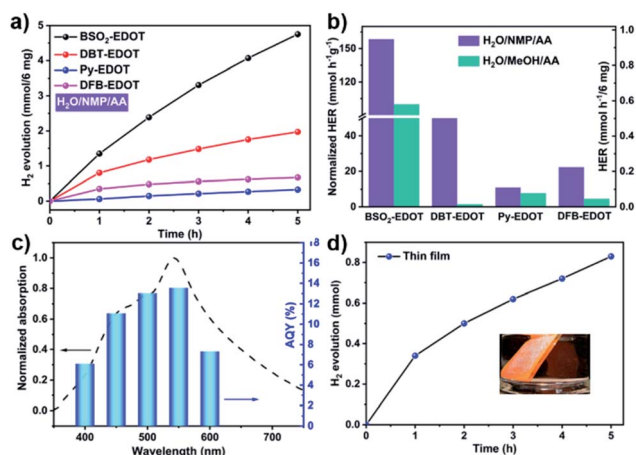 a)
H₂ evolution (mmol/6 mg)
5
4
3
2
1
0
BSO₂-EDOT
DBT-EDOT
Py-EDOT
DFB-EDOT
H₂O/NMP/AA
0 1 2 3 4 5
Time (h)
b)
Normalized HER (mmol h⁻¹g⁻¹)
150
120
40
20
0
H₂O/NMP/AA
H₂O/MeOH/AA
1.0
0.8
0.6
0.4
0.2
0.0
HER (mmol h⁻¹/6 mg)
BSO₂-EDOT DBT-EDOT Py-EDOT DFB-EDOT
c)
Normalized absorption
1.0
0.8
0.6
0.4
0.2
0.0
18
16
14
12
10
8
6
4
2
0
AQY (%)
400 500 600 700
Wavelength (nm)
d)
H₂ evolution (mmol)
0.8
0.6
0.4
0.2
0.0
Thin film
0 1 2 3 4 5
Time (h)